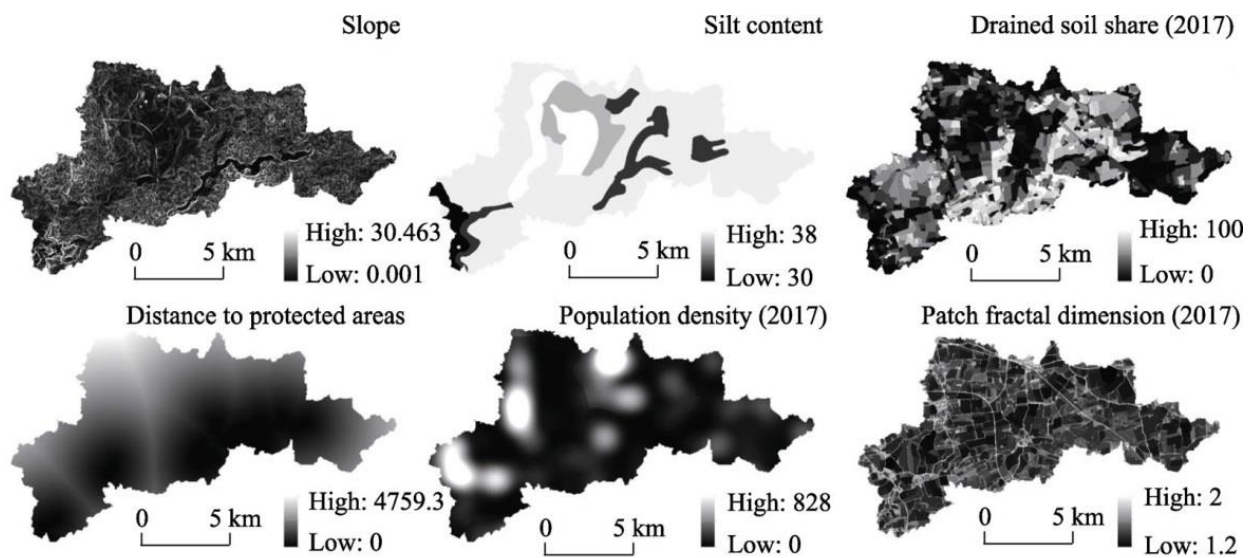 Slope
High: 30.463
0 5 km
Low: 0.001
Silt content
High: 38
0 5 km
Low: 30
Drained soil share (2017)
High: 100
0 5 km
Low: 0
Distance to protected areas
High: 4759.3
0 5 km
Low: 0
Population density (2017)
High: 828
0 5 km
Low: 0
Patch fractal dimension (2017)
High: 2
0 5 km
Low: 1.2